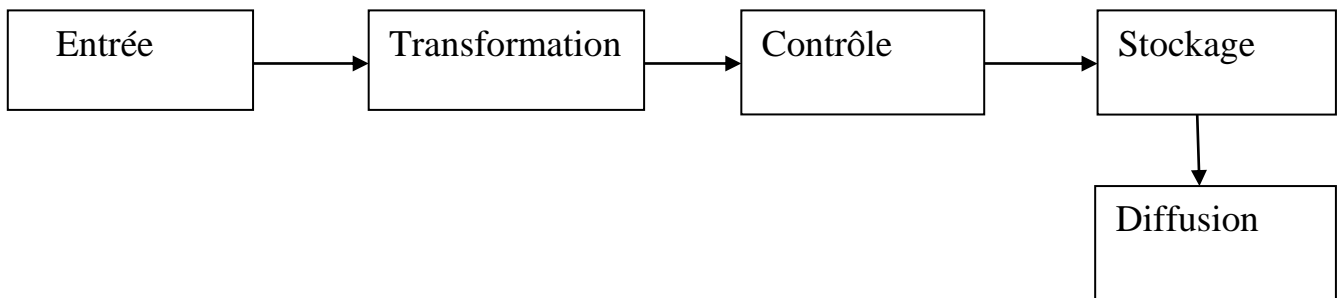 Entrée
Transformation
Contrôle
Stockage
Diffusion